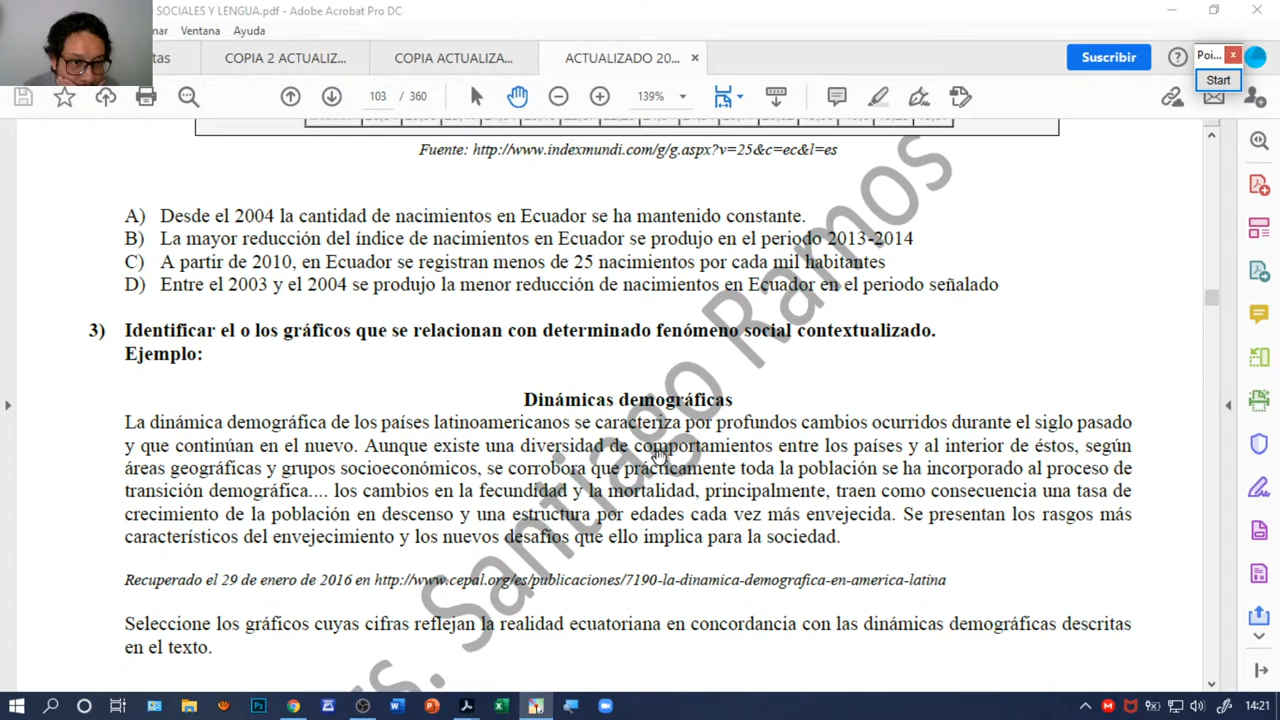 SOCIALES Y LENGUA.pdf - Adobe Acrobat Pro DC
nar Ventana Ayuda
tas COPIA 2 ACTUALIZ... COPIA ACTUALIZA... ACTUALIZADO 20... × Suscribir Poi... x
Start
103 / 360 139%
Fuente: http://www.indexmundi.com/g/g.aspx?v=25&c=ec&l=es
A) Desde el 2004 la cantidad de nacimientos en Ecuador se ha mantenido constante.
B) La mayor reducción del índice de nacimientos en Ecuador se produjo en el periodo 2013-2014
C) A partir de 2010, en Ecuador se registran menos de 25 nacimientos por cada mil habitantes
D) Entre el 2003 y el 2004 se produjo la menor reducción de nacimientos en Ecuador en el periodo señalado
3) Identificar el o los gráficos que se relacionan con determinado fenómeno social contextualizado.
Ejemplo:
Dinámicas demográficas
La dinámica demográfica de los países latinoamericanos se caracteriza por profundos cambios ocurridos durante el siglo pasado
y que continúan en el nuevo. Aunque existe una diversidad de comportamientos entre los países y al interior de éstos, según
áreas geográficas y grupos socioeconómicos, se corrobora que prácticamente toda la población se ha incorporado al proceso de
transición demográfica.... los cambios en la fecundidad y la mortalidad, principalmente, traen como consecuencia una tasa de
crecimiento de la población en descenso y una estructura por edades cada vez más envejecida. Se presentan los rasgos más
característicos del envejecimiento y los nuevos desafíos que ello implica para la sociedad.
Recuperado el 29 de enero de 2016 en http://www.cepal.org/es/publicaciones/7190-la-dinamica-demografica-en-america-latina
Seleccione los gráficos cuyas cifras reflejan la realidad ecuatoriana en concordancia con las dinámicas demográficas descritas
en el texto.
rs. Santiago Ramos
14:21